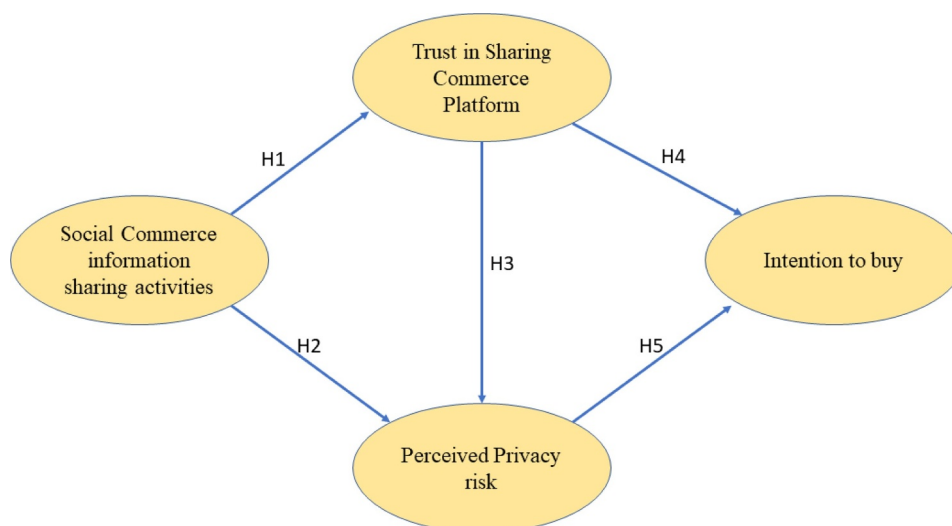 Trust in Sharing
Commerce
Platform
H1
H4
Social Commerce
information
sharing activities
H3
Intention to buy
H2
H5
Perceived Privacy
risk